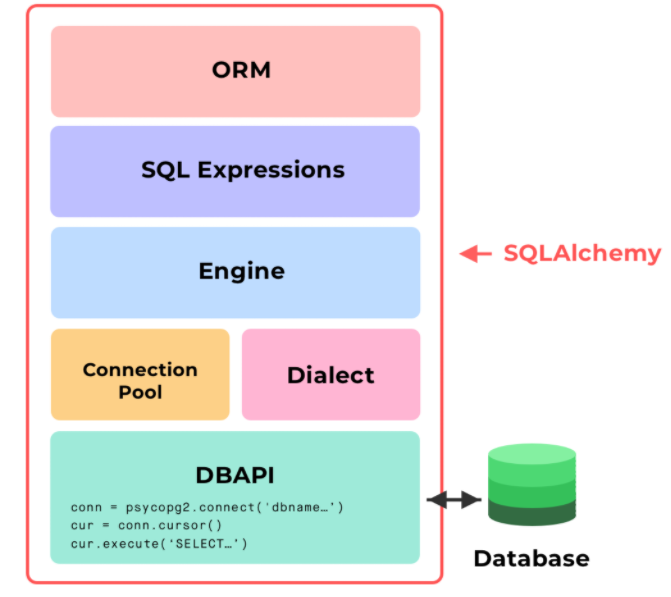 ORM
SQL Expressions
Engine
SQLAlchemy
Connection
Pool
Dialect
DBAPI
conn = psycopg2.connect('dbname…')
cur = conn.cursor()
cur.execute('SELECT…')
Database